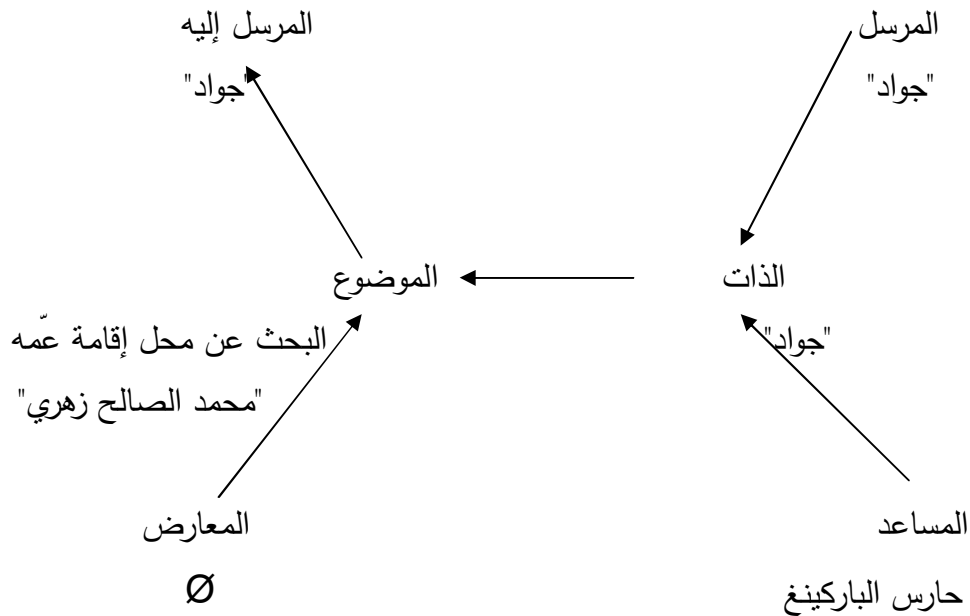 المرسل
المرسل إليه
"جواد"
"جواد"
الذات
الموضوع
"جواد"
البحث عن محل إقامة عمّه
"محمد الصالح زهري"
المساعد
المعارض
حارس الباركينغ
Ø